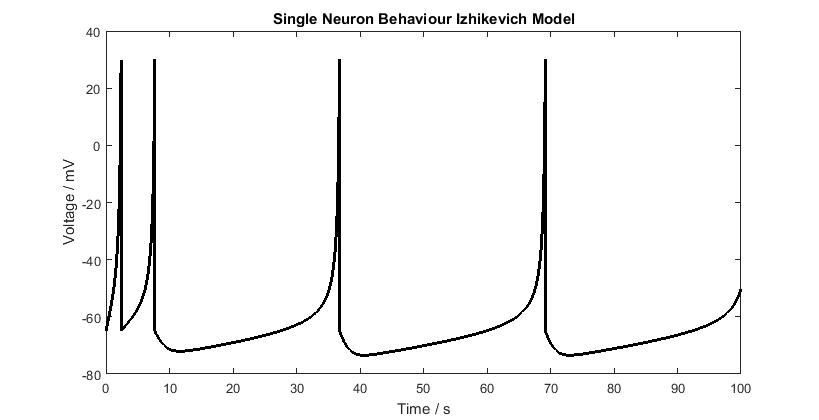 Single Neuron Behaviour Izhikevich Model
40
20
0
-20
-40
-60
-80
Voltage / mV
0 10 20 30 40 50 60 70 80 90 100
Time / s